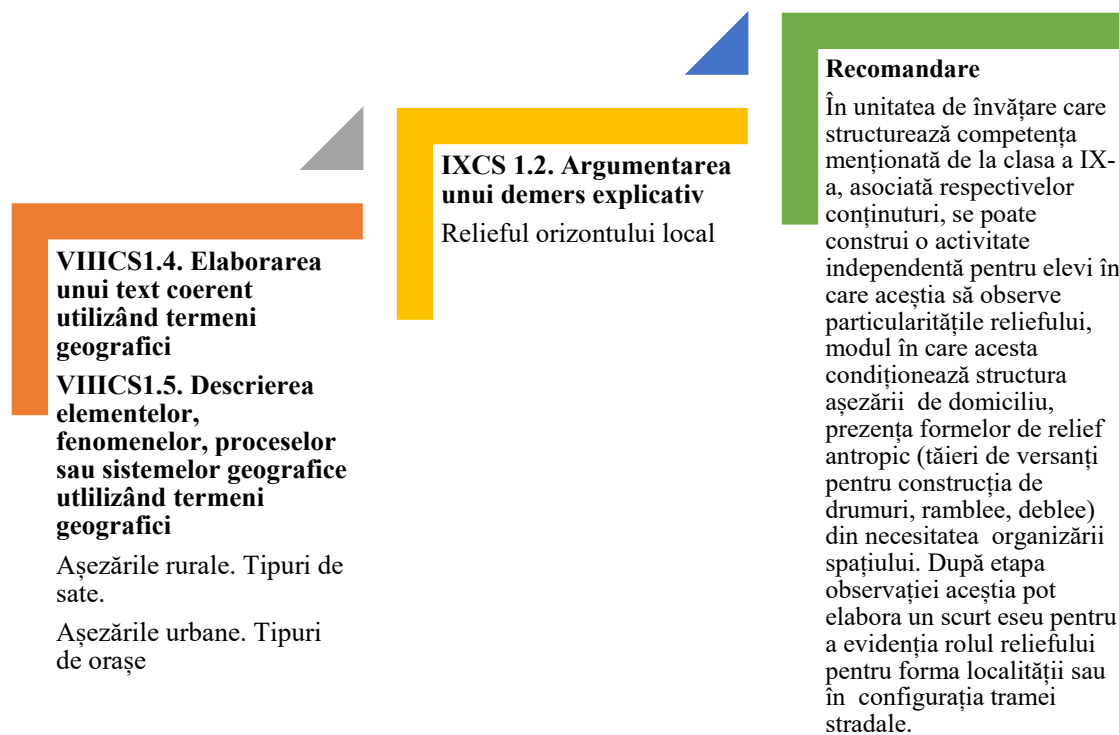 VIIICS1.4. Elaborarea
unui text coerent
utilizând termeni
geografici
VIIICS1.5. Descrierea
elementelor,
fenomenelor, proceselor
sau sistemelor geografice
utlilizând termeni
geografici
Așezările rurale. Tipuri de
sate.
Așezările urbane. Tipuri
de orașe
IXCS 1.2. Argumentarea
unui demers explicativ
Relieful orizontului local
Recomandare
În unitatea de învățare care
structurează competența
menționată de la clasa a IX-
a, asociată respectivelor
conținuturi, se poate
construi o activitate
independentă pentru elevi în
care aceștia să observe
particularitățile reliefului,
modul în care acesta
condiționează structura
așezării de domiciliu,
prezența formelor de relief
antropic (tăieri de versanți
pentru construcția de
drumuri, ramblee, deblee)
din necesitatea organizării
spațiului. După etapa
observației aceștia pot
elabora un scurt eseu pentru
a evidenția rolul reliefului
pentru forma localității sau
în configurația tramei
stradale.